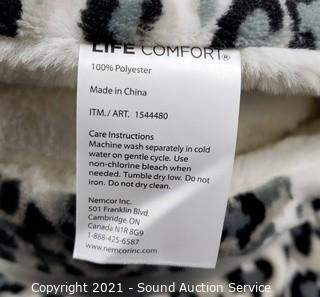 LIFE COMFORT®
100% Polyester
Made in China
ITM./ ART. 1544480
Care Instructions
Machine wash separately in cold
water on gentle cycle. Use
non-chlorine bleach when
needed. Tumble dry low. Do not
iron. Do not dry clean.
Nemcor Inc.
501 Franklin Blvd.
Cambridge, ON
Canada N1R 8G9
1-888-425-6587
www.nemcorinc.com
Copyright 2021 - Sound Auction Service